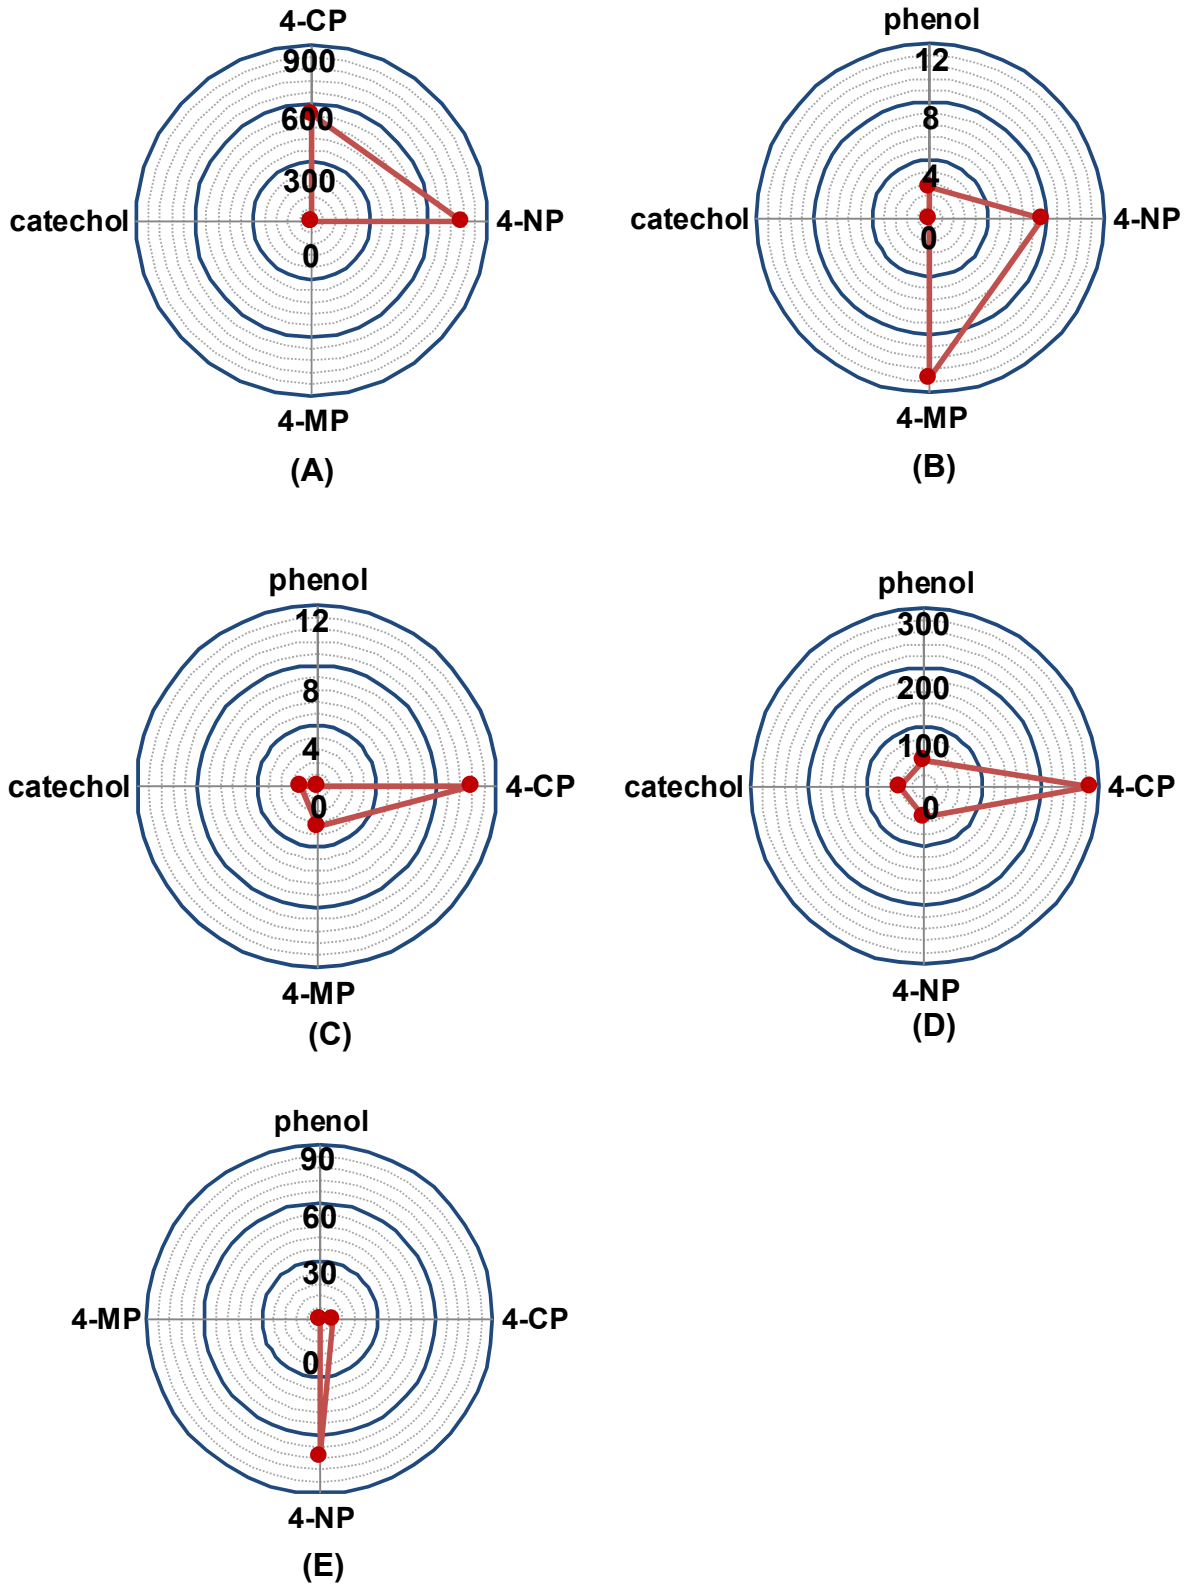 4-CP
900
600
300
0
catechol
4-NP
4-MP
(A)
phenol
12
8
4
0
catechol
4-NP
4-MP
(B)
phenol
12
8
4
0
catechol
4-CP
4-MP
(C)
phenol
300
200
100
0
catechol
4-CP
4-NP
(D)
phenol
90
60
30
0
4-MP
4-CP
4-NP
(E)